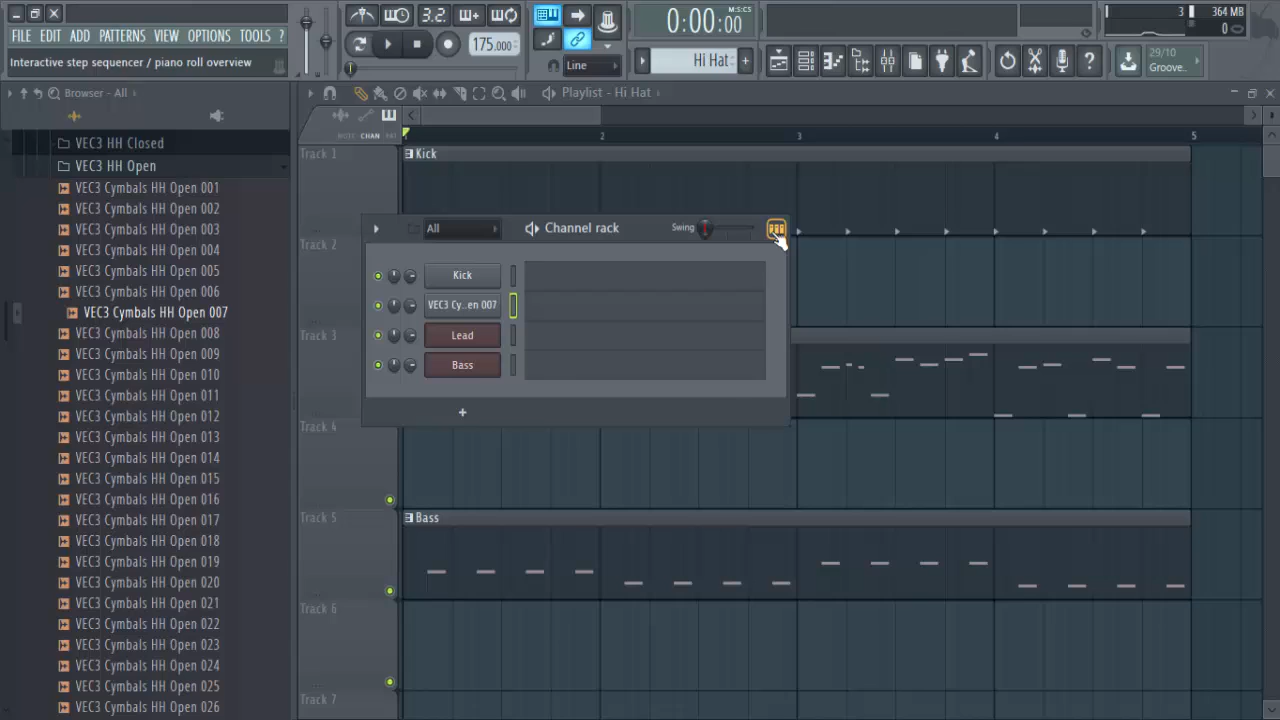 FILE EDIT ADD PATTERNS VIEW OPTIONS TOOLS ?
Interactive step sequencer / piano roll overview
3.2
175.000
Line
0:00:00
M:S:CS
Hi Hat
3
364 MB
0
29/10
Groove..
Browser - All
VEC3 HH Closed
VEC3 HH Open
VEC3 Cymbals HH Open 001
VEC3 Cymbals HH Open 002
VEC3 Cymbals HH Open 003
VEC3 Cymbals HH Open 004
VEC3 Cymbals HH Open 005
VEC3 Cymbals HH Open 006
VEC3 Cymbals HH Open 007
VEC3 Cymbals HH Open 008
VEC3 Cymbals HH Open 009
VEC3 Cymbals HH Open 010
VEC3 Cymbals HH Open 011
VEC3 Cymbals HH Open 012
VEC3 Cymbals HH Open 013
VEC3 Cymbals HH Open 014
VEC3 Cymbals HH Open 015
VEC3 Cymbals HH Open 016
VEC3 Cymbals HH Open 017
VEC3 Cymbals HH Open 018
VEC3 Cymbals HH Open 019
VEC3 Cymbals HH Open 020
VEC3 Cymbals HH Open 021
VEC3 Cymbals HH Open 022
VEC3 Cymbals HH Open 023
VEC3 Cymbals HH Open 024
VEC3 Cymbals HH Open 025
VEC3 Cymbals HH Open 026
Playlist - Hi Hat
NOTE CHAN PAT
2 3 4 5
Track 1
Kick
Track 2
Track 3
Track 4
Track 5
Bass
Track 6
Track 7
All
Channel rack
Swing
Kick
VEC3 Cy..en 007
Lead
Bass
+